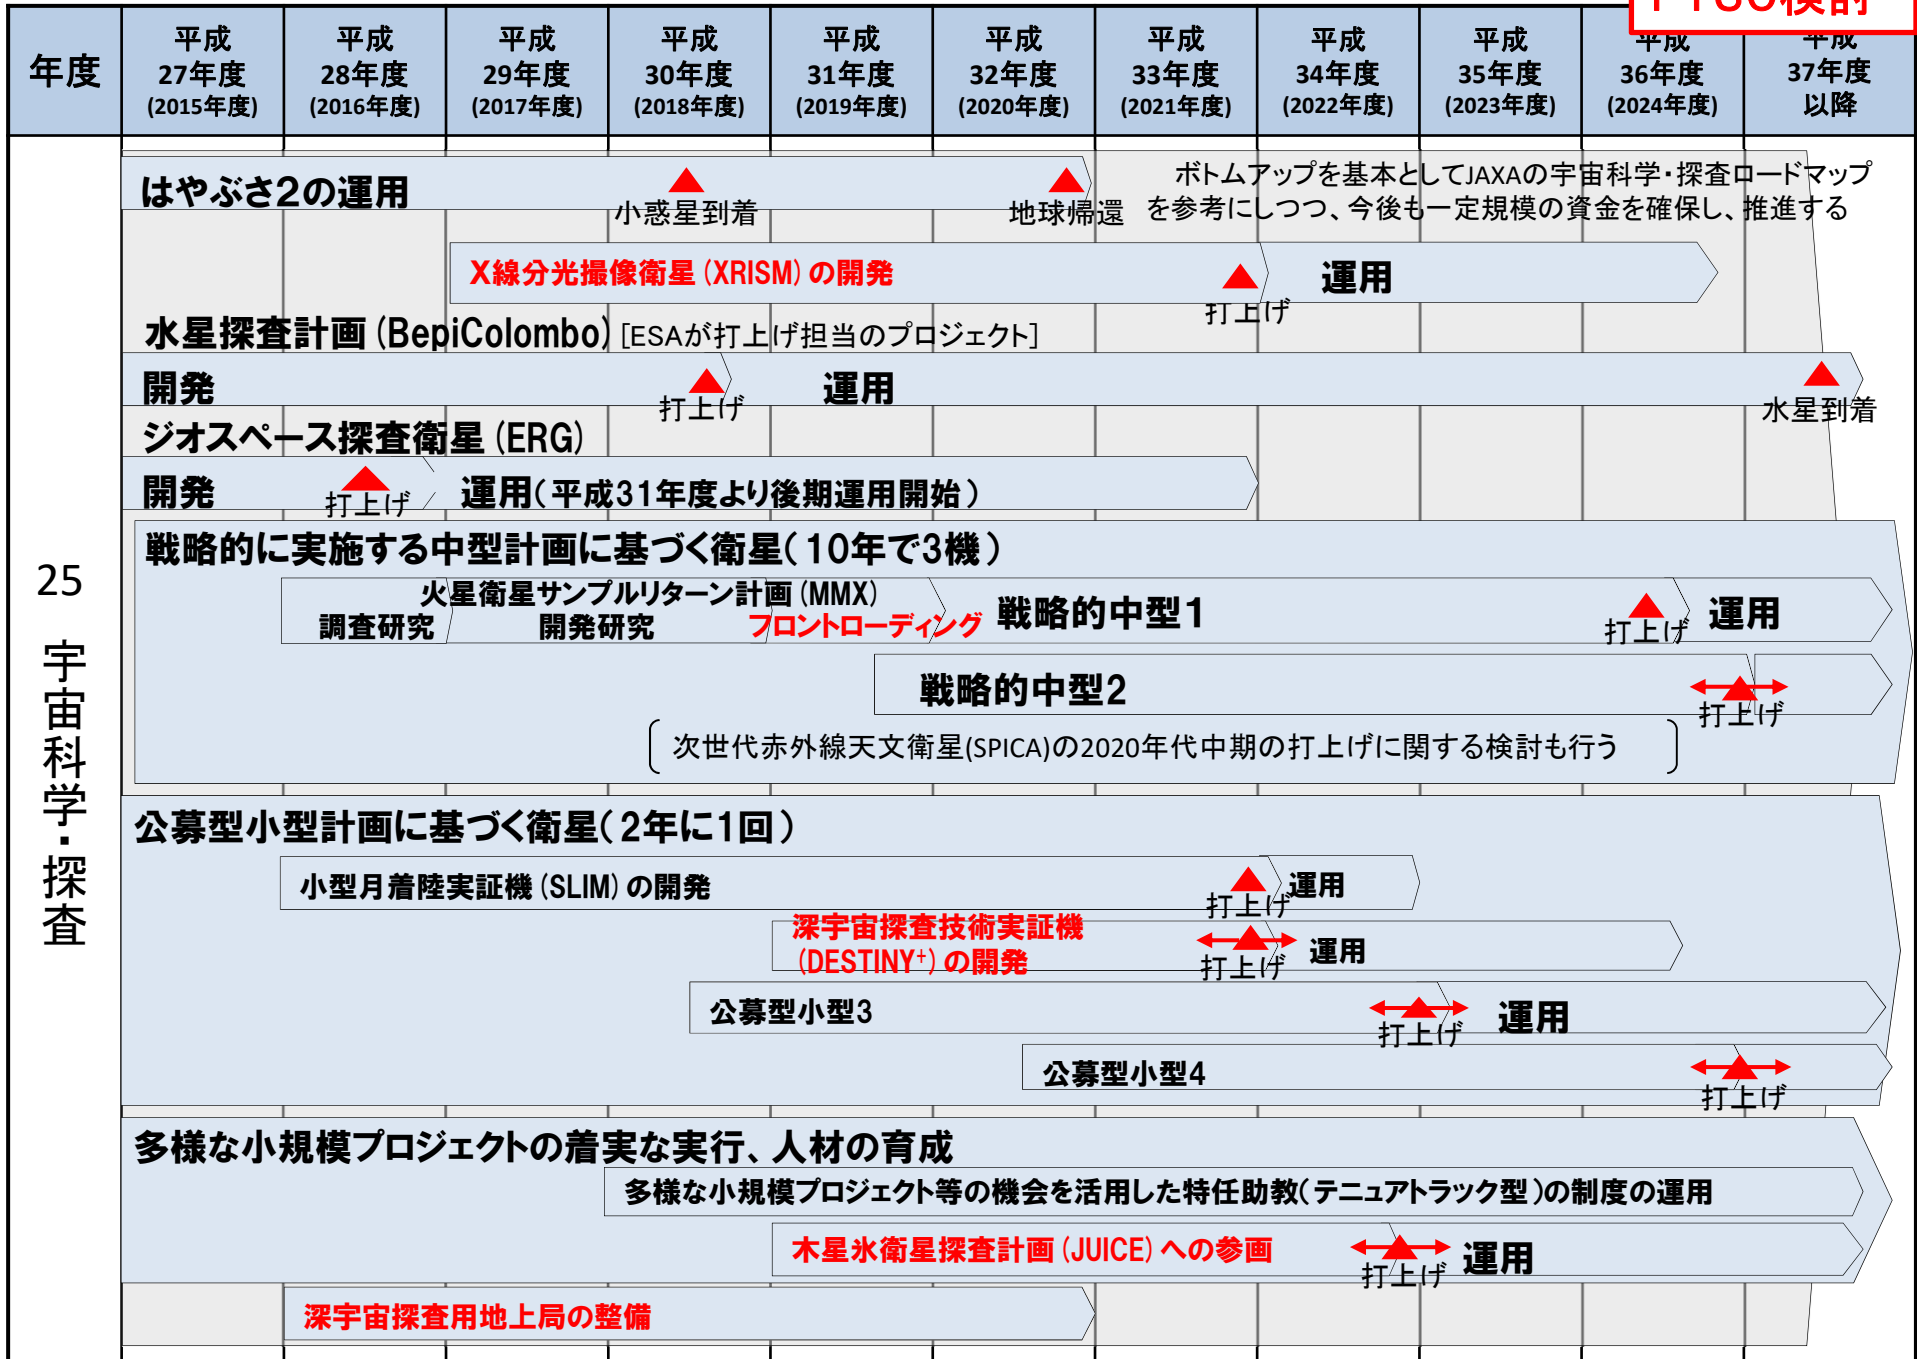 年度
平成
27年度
(2015年度)
平成
28年度
(2016年度)
平成
29年度
(2017年度)
平成
30年度
(2018年度)
平成
31年度
(2019年度)
平成
32年度
(2020年度)
平成
33年度
(2021年度)
平成
34年度
(2022年度)
平成
35年度
(2023年度)
平成
36年度
(2024年度)
平成
37年度
以降
25 宇宙科学・探査
はやぶさ2の運用
小惑星到着
地球帰還
ボトムアップを基本としてJAXAの宇宙科学・探査ロードマップ
を参考にしつつ、今後も一定規模の資金を確保し、推進する
X線分光撮像衛星(XRISM)の開発
打上げ
運用
水星探査計画(BepiColombo)[ESAが打上げ担当のプロジェクト]
開発
打上げ
運用
水星到着
ジオスペース探査衛星(ERG)
開発
打上げ
運用(平成31年度より後期運用開始)
戦略的に実施する中型計画に基づく衛星(10年で3機)
火星衛星サンプルリターン計画(MMX)
調査研究
開発研究
フロントローディング
戦略的中型1
打上げ
運用
戦略的中型2
打上げ
次世代赤外線天文衛星(SPICA)の2020年代中期の打上げに関する検討も行う
公募型小型計画に基づく衛星(2年に1回)
小型月着陸実証機(SLIM)の開発
打上げ
運用
深宇宙探査技術実証機
(DESTINY+)の開発
打上げ
運用
公募型小型3
打上げ
運用
公募型小型4
打上げ
多様な小規模プロジェクトの着実な実行、人材の育成
多様な小規模プロジェクト等の機会を活用した特任助教(テニュアトラック型)の制度の運用
木星氷衛星探査計画(JUICE)への参画
打上げ
運用
深宇宙探査用地上局の整備